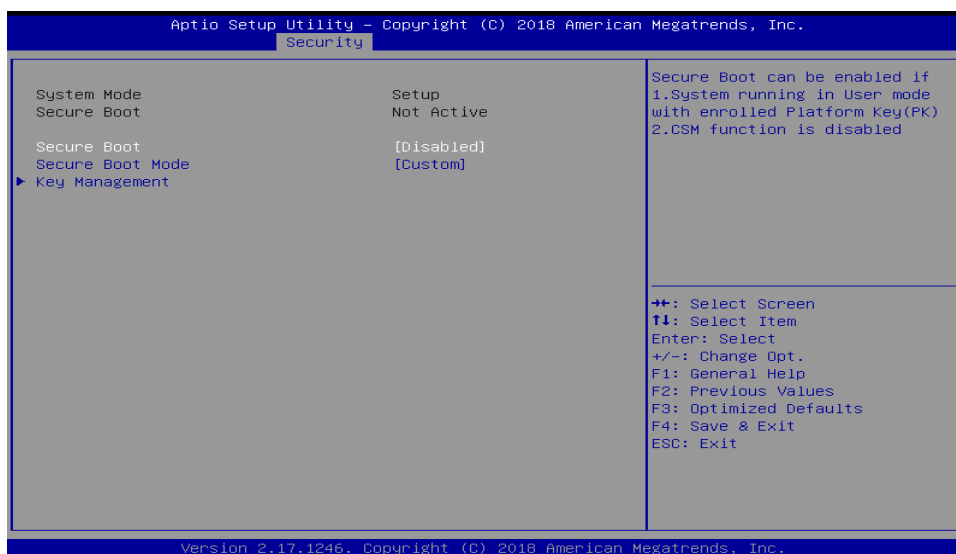 Aptio Setup Utility – Copyright (C) 2018 American Megatrends, Inc.
Security
System Mode Setup
Secure Boot Not Active
Secure Boot [Disabled]
Secure Boot Mode [Custom]
▶ Key Management
Secure Boot can be enabled if
1.System running in User mode
with enrolled Platform Key(PK)
2.CSM function is disabled
→←: Select Screen
↑↓: Select Item
Enter: Select
+/-: Change Opt.
F1: General Help
F2: Previous Values
F3: Optimized Defaults
F4: Save & Exit
ESC: Exit
Version 2.17.1246. Copyright (C) 2018 American Megatrends, Inc.